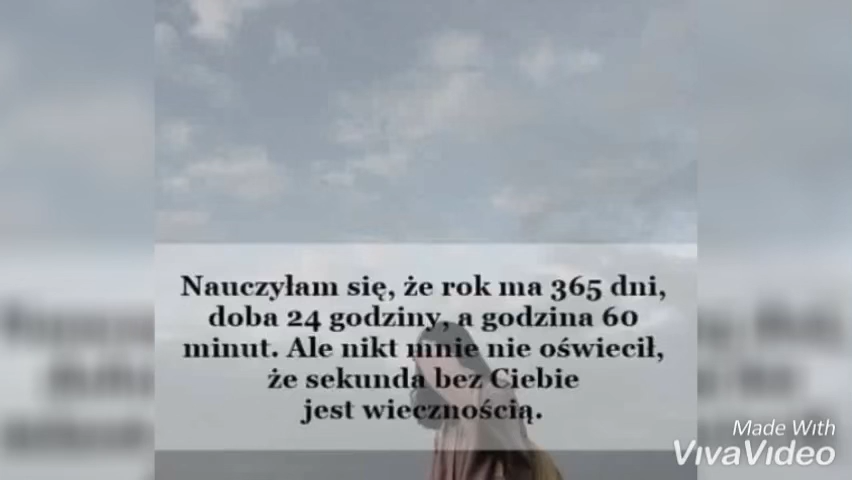 Nauczyłam się, że rok ma 365 dni,
doba 24 godziny, a godzina 60
minut. Ale nikt mnie nie oświecił,
że sekunda bez Ciebie
jest wiecznością.
Made With
VivaVideo